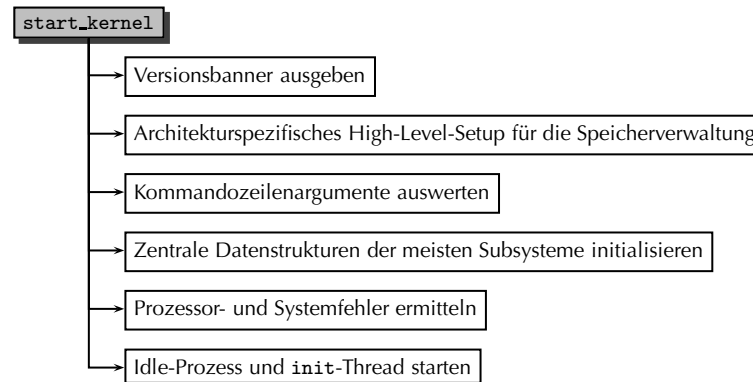 start_kernel
Versionsbanner ausgeben
Architekturspezifisches High-Level-Setup für die Speicherverwaltung
Kommandozeilenargumente auswerten
Zentrale Datenstrukturen der meisten Subsysteme initialisieren
Prozessor- und Systemfehler ermitteln
Idle-Prozess und init-Thread starten